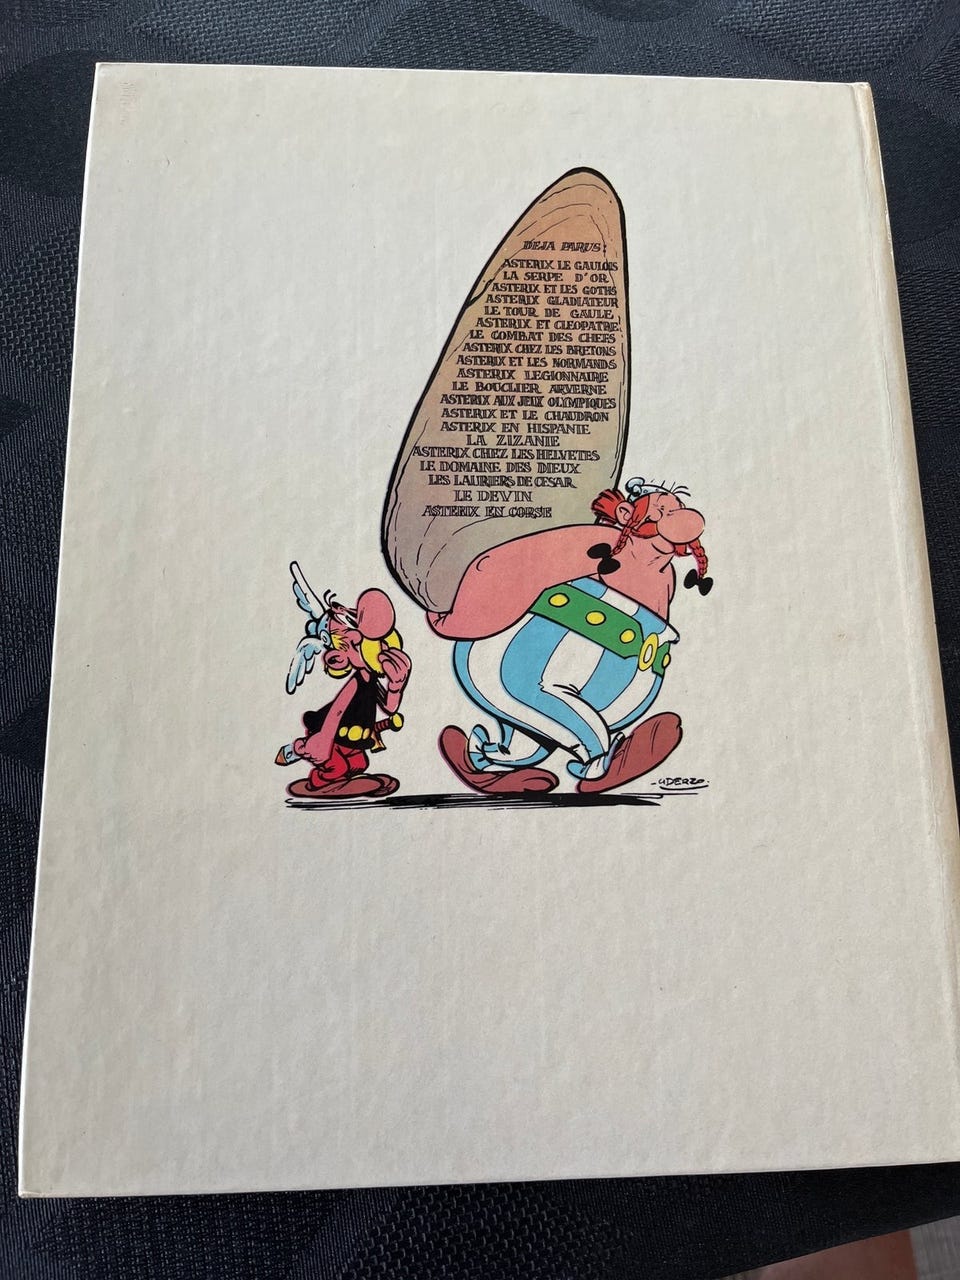 DÉJA PARUS:
ASTERIX LE GAULOIS
LA SERPE D'OR
ASTERIX ET LES GOTHS
ASTERIX GLADIATEUR
LE TOUR DE GAULE
ASTERIX ET CLEOPATRE
LE COMBAT DES CHEFS
ASTERIX CHEZ LES BRETONS
ASTERIX ET LES NORMANDS
ASTERIX LEGIONNAIRE
LE BOUCLIER ARVERNE
ASTERIX AUX JEUX OLYMPIQUES
ASTERIX ET LE CHAUDRON
ASTERIX EN HISPANIE
LA ZIZANIE
ASTERIX CHEZ LES HELVETES
LE DOMAINE DES DIEUX
LES LAURIERS DE CESAR
LE DEVIN
ASTERIX EN CORSE
-UDERZO.